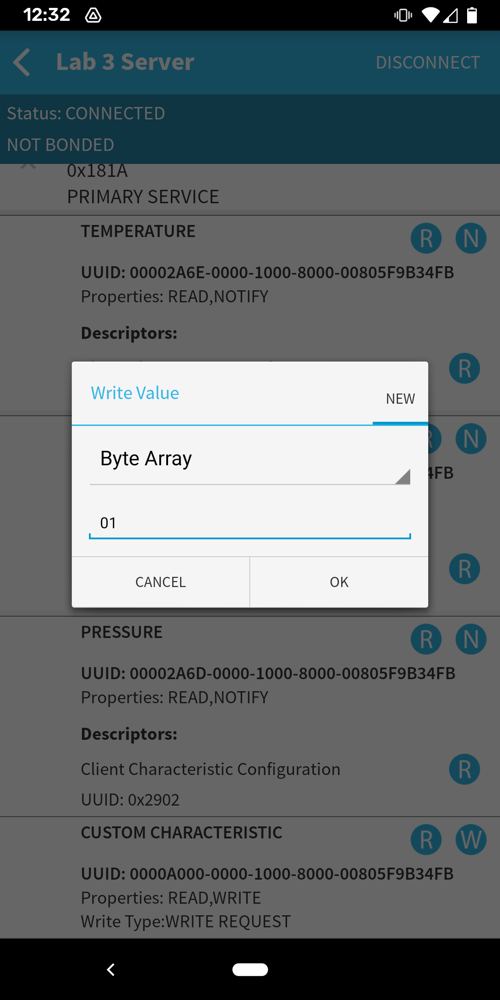 12:32
Lab 3 Server
DISCONNECT
Status: CONNECTED
NOT BONDED
0x181A
PRIMARY SERVICE
TEMPERATURE
R N
UUID: 00002A6E-0000-1000-8000-00805F9B34FB
Properties: READ,NOTIFY
Descriptors:
R
Write Value
NEW
R N
Byte Array
4FB
01
R
CANCEL
OK
PRESSURE
R N
UUID: 00002A6D-0000-1000-8000-00805F9B34FB
Properties: READ,NOTIFY
Descriptors:
Client Characteristic Configuration
R
UUID: 0x2902
CUSTOM CHARACTERISTIC
R W
UUID: 0000A000-0000-1000-8000-00805F9B34FB
Properties: READ,WRITE
Write Type:WRITE REQUEST